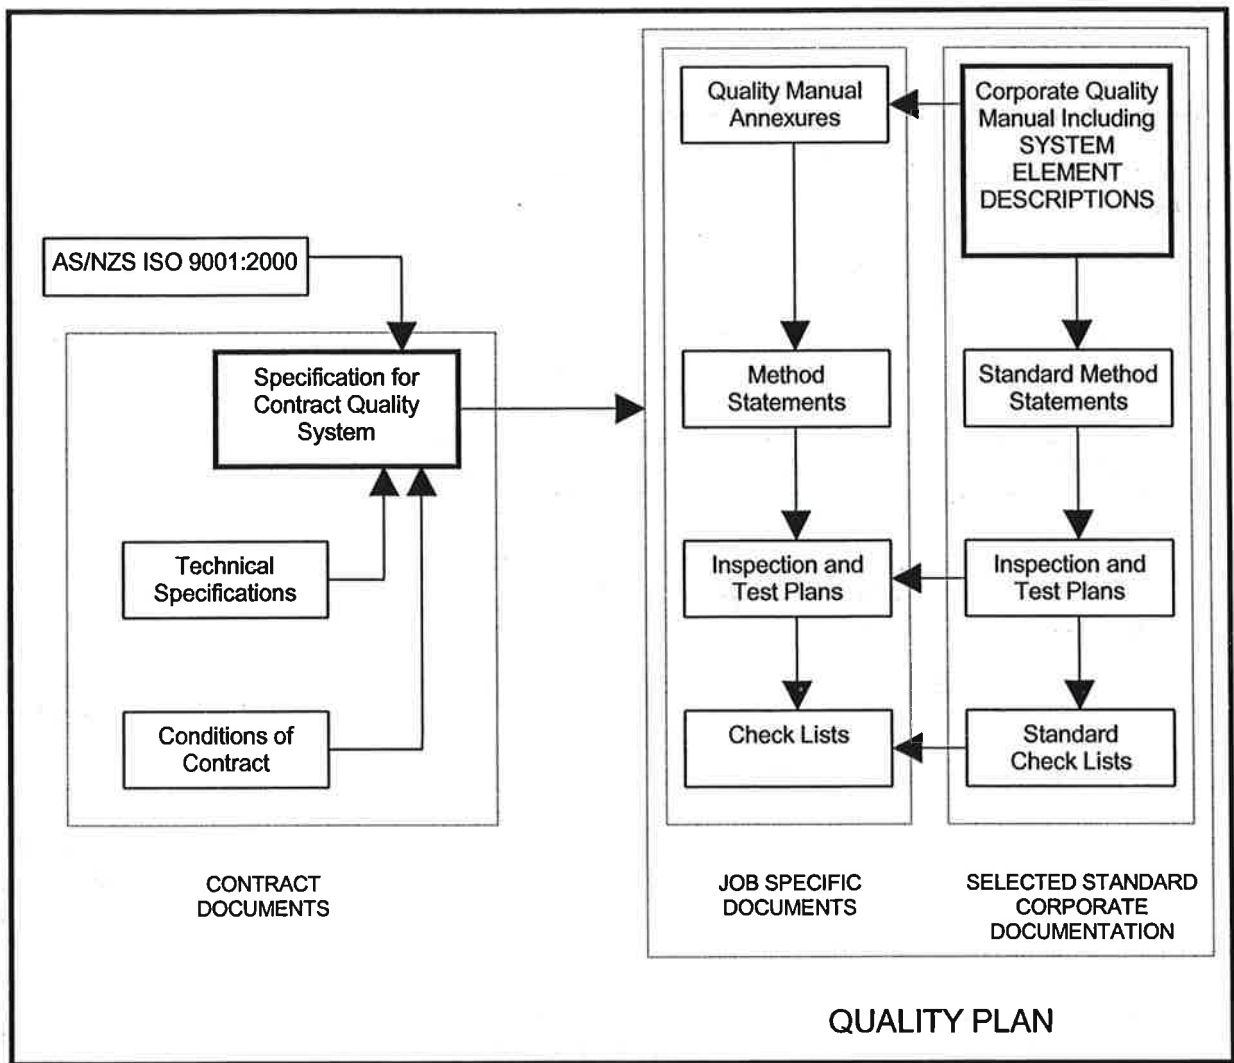 Quality Manual
Annexures
Corporate Quality
Manual Including
SYSTEM
ELEMENT
DESCRIPTIONS
AS/NZS ISO 9001:2000
Specification for
Contract Quality
System
Method
Statements
Standard Method
Statements
Technical
Specifications
Inspection and
Test Plans
Inspection and
Test Plans
Conditions of
Contract
Check Lists
Standard
Check Lists
CONTRACT
DOCUMENTS
JOB SPECIFIC
DOCUMENTS
SELECTED STANDARD
CORPORATE
DOCUMENTATION
QUALITY PLAN